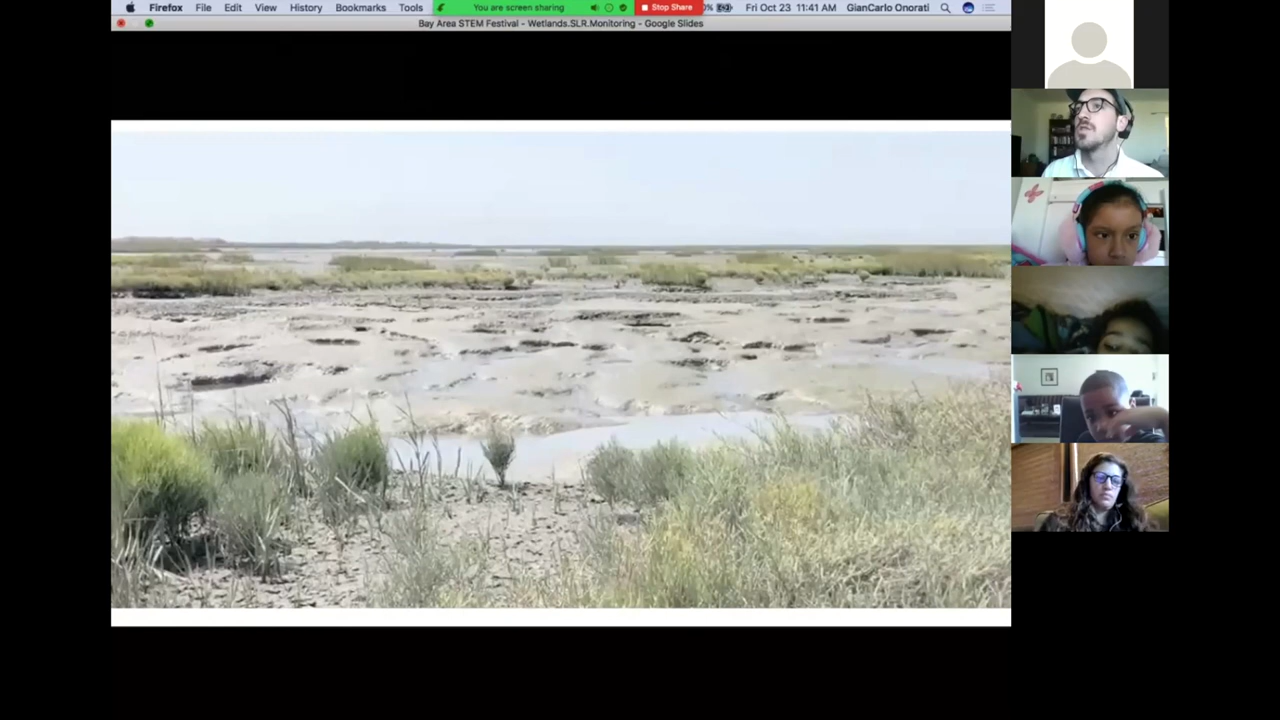 Firefox File Edit View History Bookmarks Tools You are screen sharing Stop Share Fri Oct 23 11:41 AM GianCarlo Onorati
Bay Area STEM Festival - Wetlands.SLR.Monitoring - Google Slides